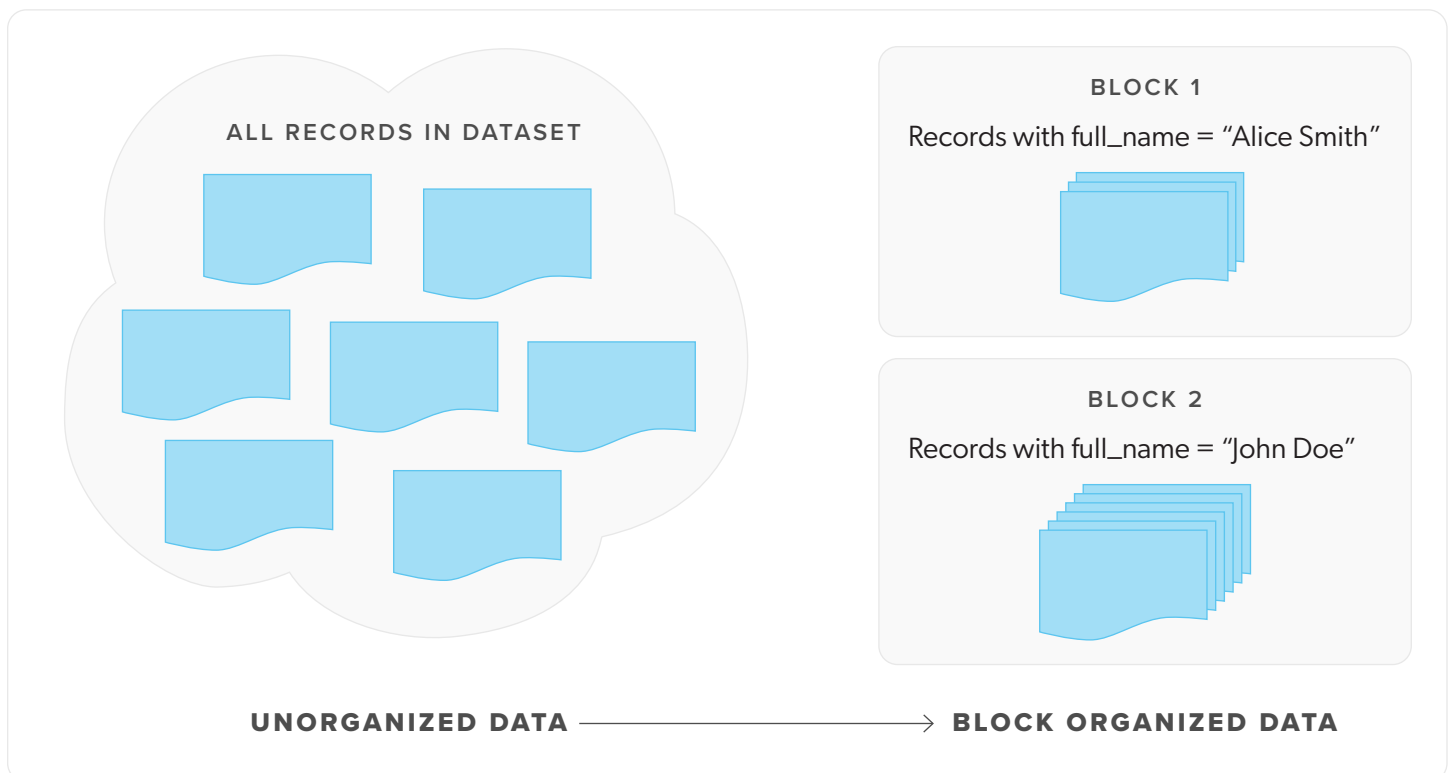 ALL RECORDS IN DATASET
BLOCK 1
Records with full_name = “Alice Smith”
BLOCK 2
Records with full_name = “John Doe”
UNORGANIZED DATA
BLOCK ORGANIZED DATA